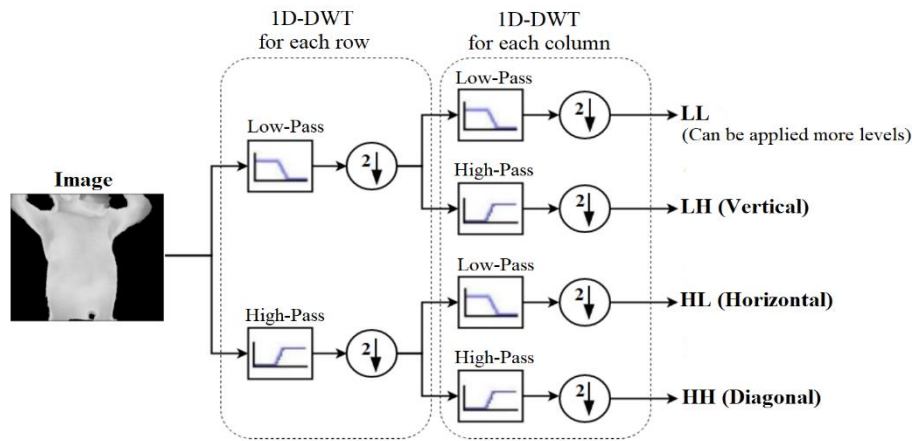 1D-DWT
for each row
1D-DWT
for each column
Image
Low-Pass
2
High-Pass
2
Low-Pass
2
LL
(Can be applied more levels)
High-Pass
2
LH (Vertical)
Low-Pass
2
HL (Horizontal)
High-Pass
2
HH (Diagonal)